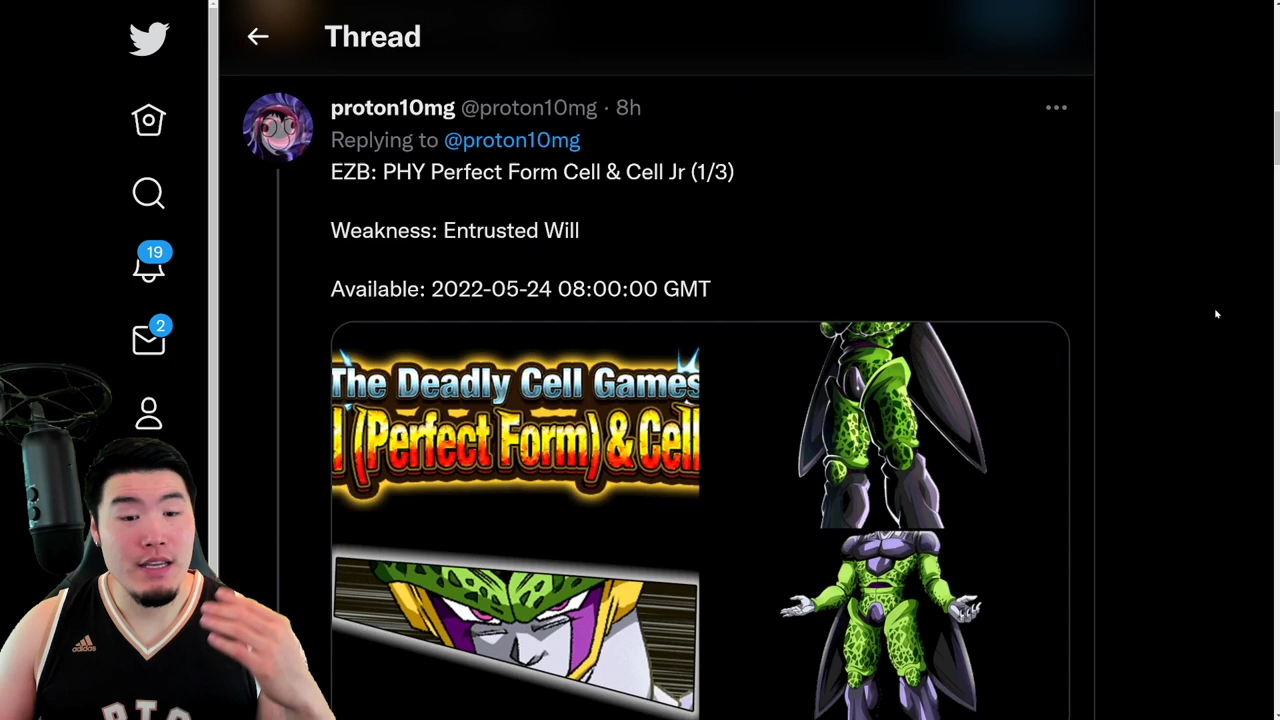 Thread
proton10mg @proton10mg · 8h
Replying to @proton10mg
EZB: PHY Perfect Form Cell & Cell Jr (1/3)
Weakness: Entrusted Will
19
Available: 2022-05-24 08:00:00 GMT
2
The Deadly Cell Games
l (Perfect Form) & Cell
adidas